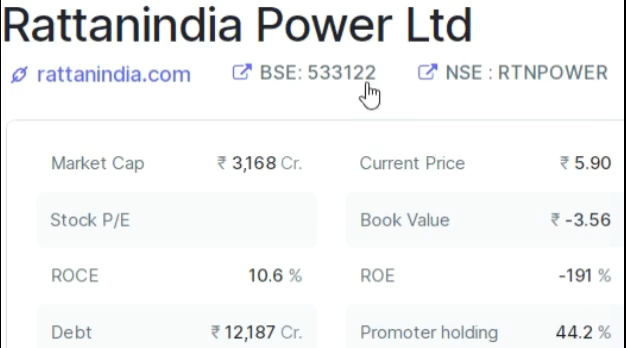 Rattanindia Power Ltd
rattanindia.com BSE: 533122 NSE : RTNPOWER
Market Cap ₹ 3,168 Cr. Current Price ₹ 5.90
Stock P/E Book Value ₹ -3.56
ROCE 10.6 % ROE -191 %
Debt ₹ 12,187 Cr. Promoter holding 44.2 %